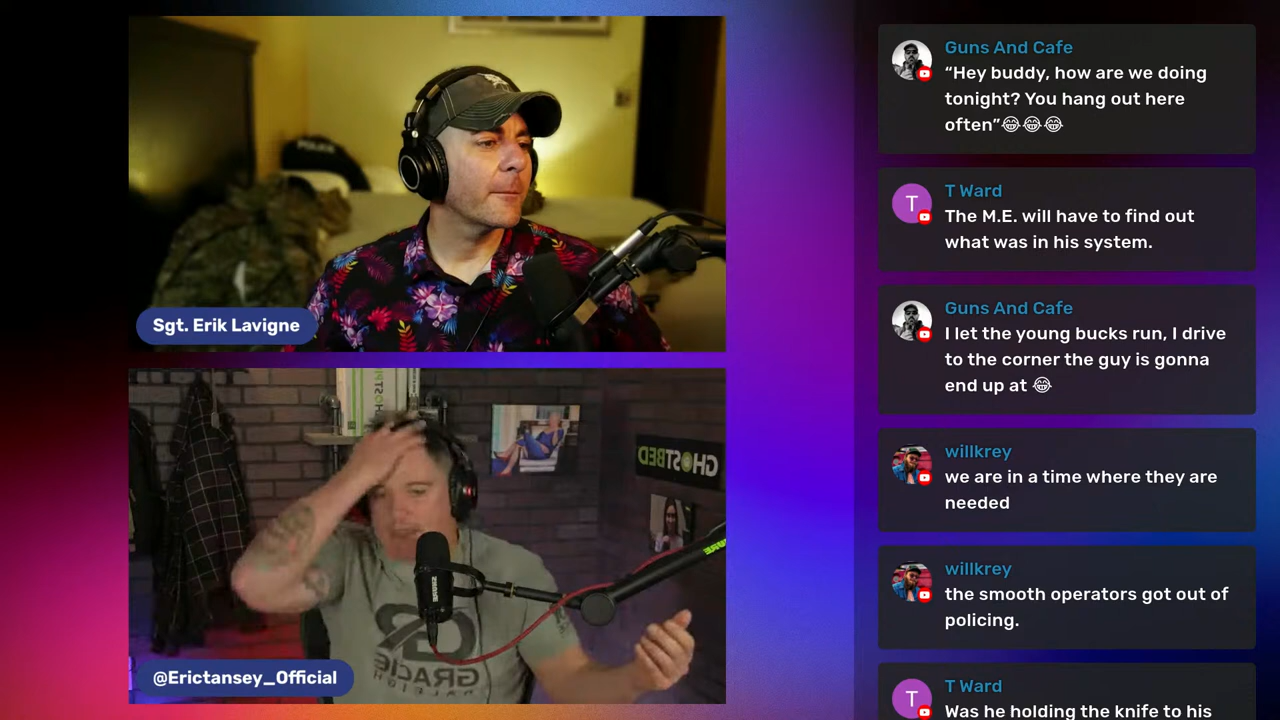 POLICE
Sgt. Erik Lavigne
GHOSTBED
SHURE
GRACIE
RALEIGH
@Erictansey_Official
Guns And Cafe
“Hey buddy, how are we doing
tonight? You hang out here
often”😂😂😂
T Ward
T
The M.E. will have to find out
what was in his system.
Guns And Cafe
I let the young bucks run, I drive
to the corner the guy is gonna
end up at 😂
willkrey
we are in a time where they are
needed
willkrey
the smooth operators got out of
policing.
T Ward
T
Was he holding the knife to his